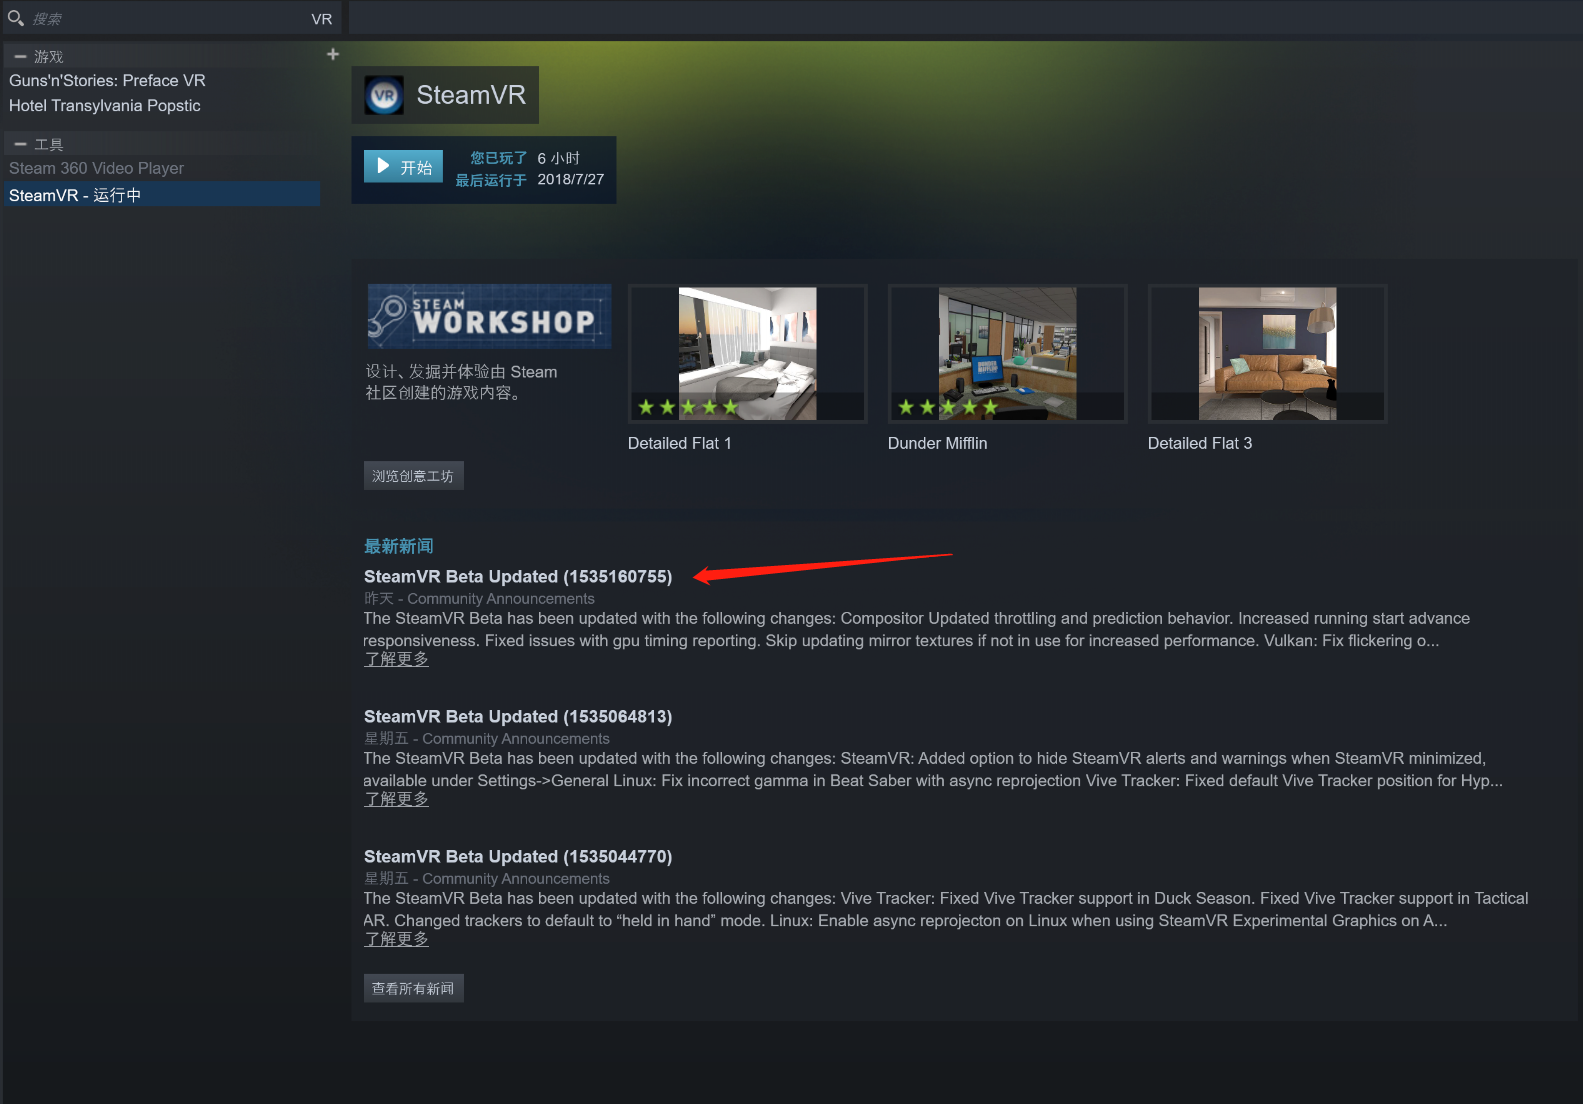 搜索
VR
游戏
Guns'n'Stories: Preface VR
Hotel Transylvania Popstic
工具
Steam 360 Video Player
SteamVR - 运行中
VR SteamVR
开始
您已玩了 6 小时
最后运行于 2018/7/27
STEAM
WORKSHOP
设计、发掘并体验由 Steam
社区创建的游戏内容。
浏览创意工坊
DUNDER
MIFFLIN
Detailed Flat 1
Dunder Mifflin
Detailed Flat 3
最新新闻
SteamVR Beta Updated (1535160755)
昨天 - Community Announcements
The SteamVR Beta has been updated with the following changes: Compositor Updated throttling and prediction behavior. Increased running start advance
responsiveness. Fixed issues with gpu timing reporting. Skip updating mirror textures if not in use for increased performance. Vulkan: Fix flickering o...
了解更多
SteamVR Beta Updated (1535064813)
星期五 - Community Announcements
The SteamVR Beta has been updated with the following changes: SteamVR: Added option to hide SteamVR alerts and warnings when SteamVR minimized,
available under Settings->General Linux: Fix incorrect gamma in Beat Saber with async reprojection Vive Tracker: Fixed default Vive Tracker position for Hyp...
了解更多
SteamVR Beta Updated (1535044770)
星期五 - Community Announcements
The SteamVR Beta has been updated with the following changes: Vive Tracker: Fixed Vive Tracker support in Duck Season. Fixed Vive Tracker support in Tactical
AR. Changed trackers to default to “held in hand” mode. Linux: Enable async reprojecton on Linux when using SteamVR Experimental Graphics on A...
了解更多
查看所有新闻